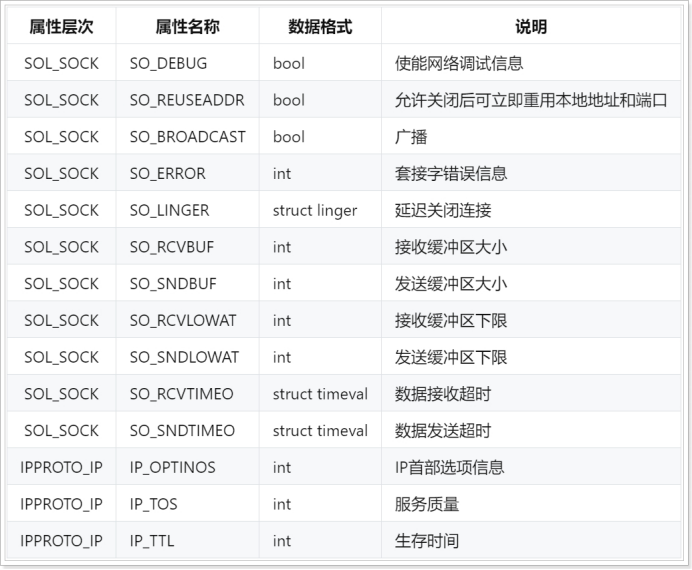 属性层次 属性名称 数据格式 说明
SOL_SOCK SO_DEBUG bool 使能网络调试信息
SOL_SOCK SO_REUSEADDR bool 允许关闭后可立即重用本地地址和端口
SOL_SOCK SO_BROADCAST bool 广播
SOL_SOCK SO_ERROR int 套接字错误信息
SOL_SOCK SO_LINGER struct linger 延迟关闭连接
SOL_SOCK SO_RCVBUF int 接收缓冲区大小
SOL_SOCK SO_SNDBUF int 发送缓冲区大小
SOL_SOCK SO_RCVLOWAT int 接收缓冲区下限
SOL_SOCK SO_SNDLOWAT int 发送缓冲区下限
SOL_SOCK SO_RCVTIMEO struct timeval 数据接收超时
SOL_SOCK SO_SNDTIMEO struct timeval 数据发送超时
IPPROTO_IP IP_OPTINOS int IP首部选项信息
IPPROTO_IP IP_TOS int 服务质量
IPPROTO_IP IP_TTL int 生存时间